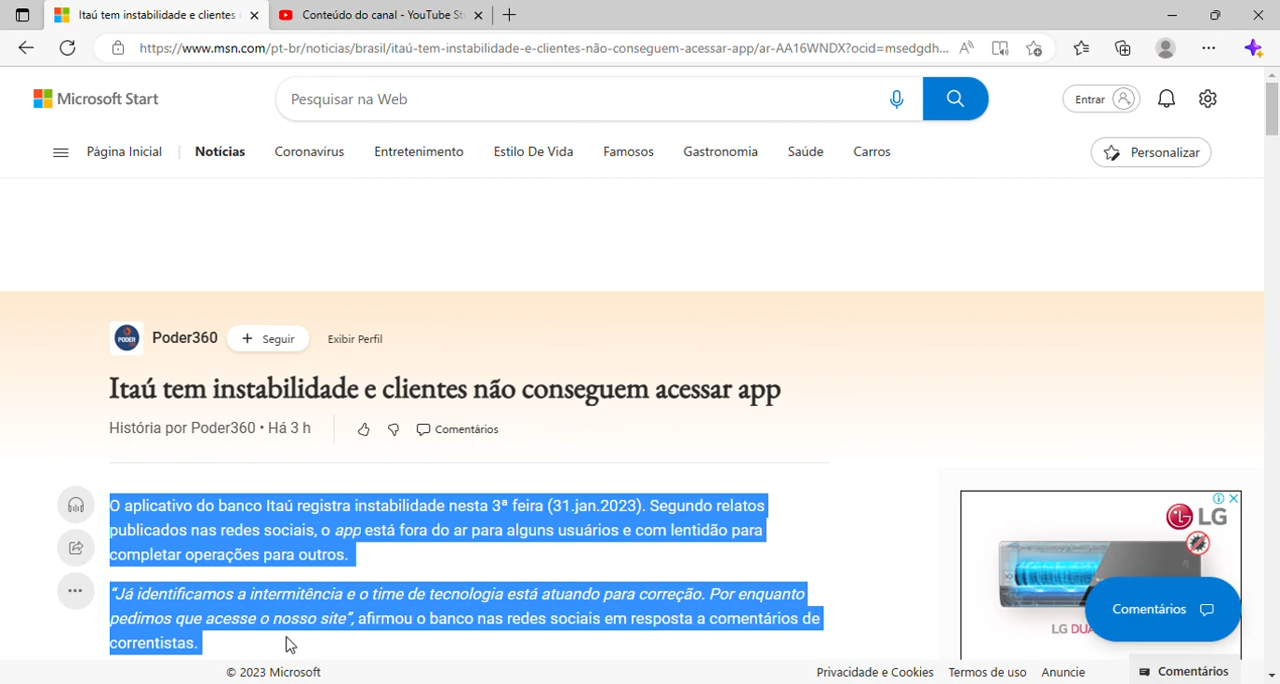 Itaú tem instabilidade e clientes
Conteúdo do canal - YouTube St
https://www.msn.com/pt-br/noticias/brasil/itaú-tem-instabilidade-e-clientes-não-conseguem-acessar-app/ar-AA16WNDX?ocid=msedgdh...
Microsoft Start
Pesquisar na Web
Entrar
Página Inicial
Notícias
Coronavirus
Entretenimento
Estilo De Vida
Famosos
Gastronomia
Saúde
Carros
Personalizar
PODER
Poder360
Seguir
Exibir Perfil
Itaú tem instabilidade e clientes não conseguem acessar app
História por Poder360 • Há 3 h
Comentários
O aplicativo do banco Itaú registra instabilidade nesta 3ª feira (31.jan.2023). Segundo relatos
publicados nas redes sociais, o app está fora do ar para alguns usuários e com lentidão para
completar operações para outros.
“Já identificamos a intermitência e o time de tecnologia está atuando para correção. Por enquanto
pedimos que acesse o nosso site”, afirmou o banco nas redes sociais em resposta a comentários de
correntistas.
LG
Comentários
LG DUA
© 2023 Microsoft
Privacidade e Cookies
Termos de uso
Anuncie
Comentários